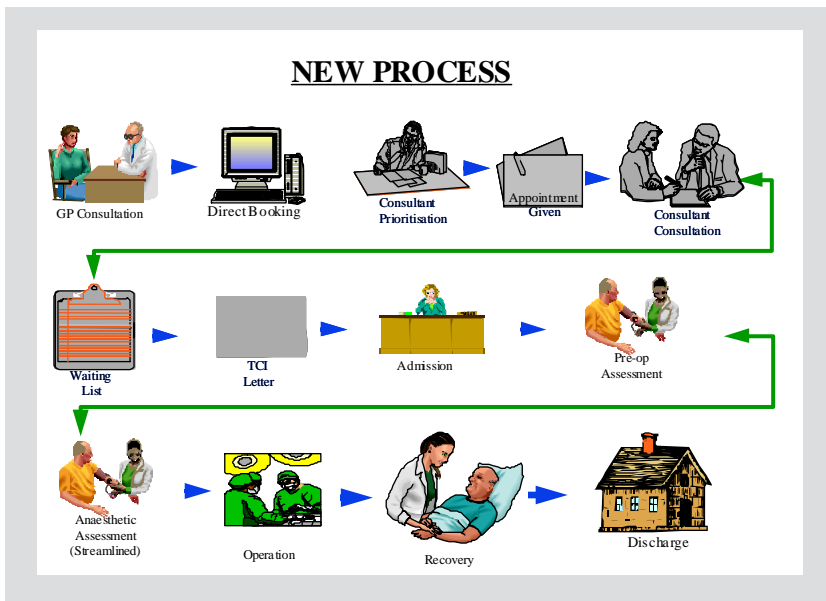 NEW PROCESS
GP Consultation
Direct Booking
Consultant
Prioritisation
Appointment
Given
Consultant
Consultation
Waiting
List
TCI
Letter
Admission
Pre-op
Assessment
Anaesthetic
Assessment
(Streamlined)
Operation
Recovery
Discharge